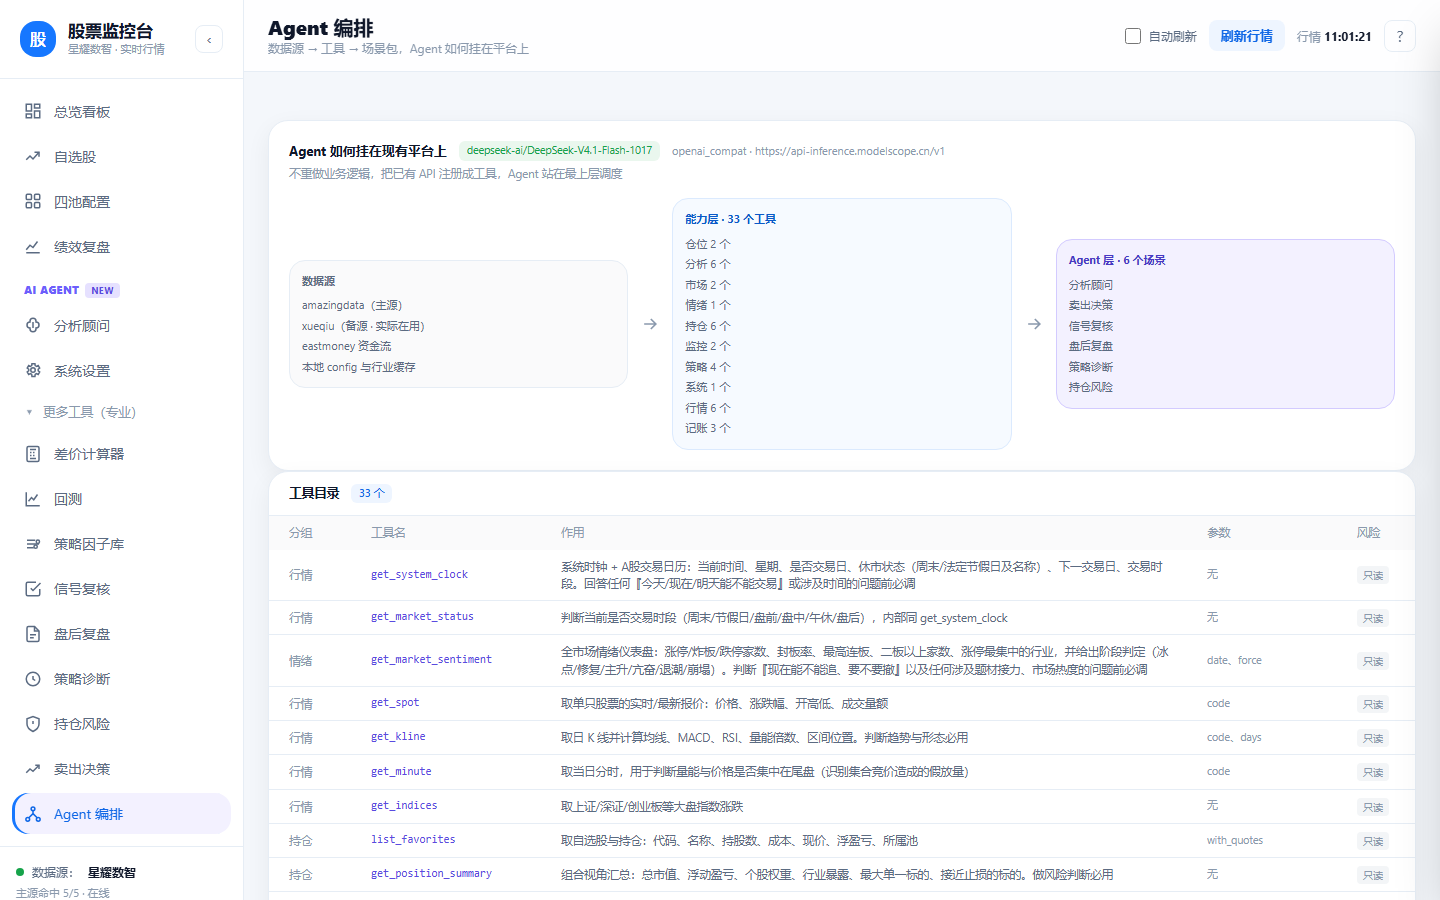 股
股票监控台
星耀数智 · 实时行情
‹
总览看板
自选股
四池配置
绩效复盘
AI AGENT NEW
分析顾问
系统设置
▾ 更多工具（专业）
差价计算器
回测
策略因子库
信号复核
盘后复盘
策略诊断
持仓风险
卖出决策
Agent 编排
数据源： 星耀数智
主源命中 5/5 · 在线
Agent 编排
数据源 → 工具 → 场景包，Agent 如何挂在平台上
自动刷新
刷新行情
行情 11:01:21
?
Agent 如何挂在现有平台上 deepseek-ai/DeepSeek-V4.1-Flash-1017 openai_compat · https://api-inference.modelscope.cn/v1
不重做业务逻辑，把已有 API 注册成工具，Agent 站在最上层调度
数据源
amazingdata（主源）
xueqiu（备源 · 实际在用）
eastmoney 资金流
本地 config 与行业缓存
→
能力层 · 33 个工具
仓位 2 个
分析 6 个
市场 2 个
情绪 1 个
持仓 6 个
监控 2 个
策略 4 个
系统 1 个
行情 6 个
记账 3 个
→
Agent 层 · 6 个场景
分析顾问
卖出决策
信号复核
盘后复盘
策略诊断
持仓风险
工具目录 33 个
分组 工具名 作用 参数 风险
行情 get_system_clock 系统时钟 + A股交易日历：当前时间、星期、是否交易日、休市状态（周末/法定节假日及名称）、下一交易日、交易时
段。回答任何『今天/现在/明天能不能交易』或涉及时间的问题前必调 无 只读
行情 get_market_status 判断当前是否交易时段（周末/节假日/盘前/盘中/午休/盘后），内部同 get_system_clock 无 只读
情绪 get_market_sentiment 全市场情绪仪表盘：涨停/炸板/跌停家数、封板率、最高连板、二板以上家数、涨停最集中的行业，并给出阶段判定（冰
点/修复/主升/亢奋/退潮/崩塌）。判断『现在能不能追、要不要撤』以及任何涉及题材接力、市场热度的问题前必调 date、force 只读
行情 get_spot 取单只股票的实时/最新报价：价格、涨跌幅、开高低、成交量额 code 只读
行情 get_kline 取日 K 线并计算均线、MACD、RSI、量能倍数、区间位置。判断趋势与形态必用 code、days 只读
行情 get_minute 取当日分时，用于判断量能与价格是否集中在尾盘（识别集合竞价造成的假放量） code 只读
行情 get_indices 取上证/深证/创业板等大盘指数涨跌 无 只读
持仓 list_favorites 取自选股与持仓：代码、名称、持股数、成本、现价、浮盈亏、所属池 with_quotes 只读
持仓 get_position_summary 组合视角汇总：总市值、浮动盈亏、个股权重、行业暴露、最大单一标的、接近止损的标的。做风险判断必用 无 只读